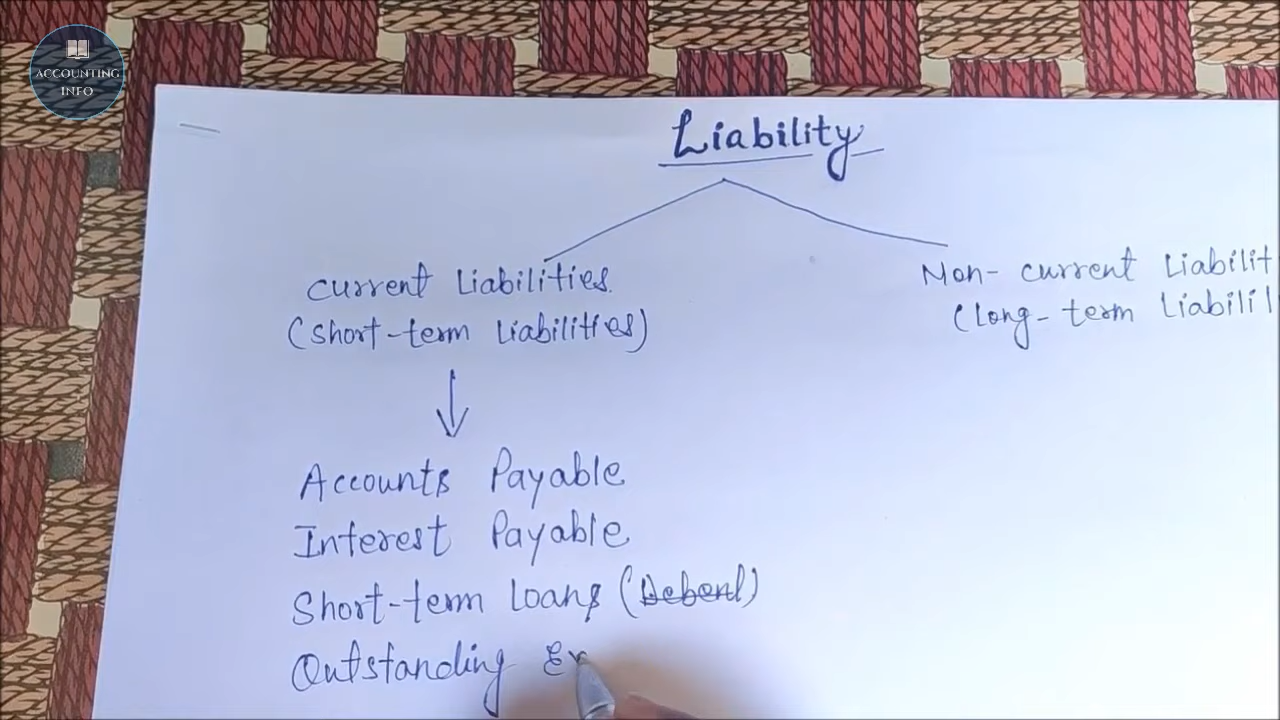 ACCOUNTING
INFO
Liability
Current Liabilities
(Short-term Liabilities)
Non-current Liabilit
(Long-term Liabili
Accounts Payable
Interest Payable
Short-term loans (Debent)
Outstanding Ex